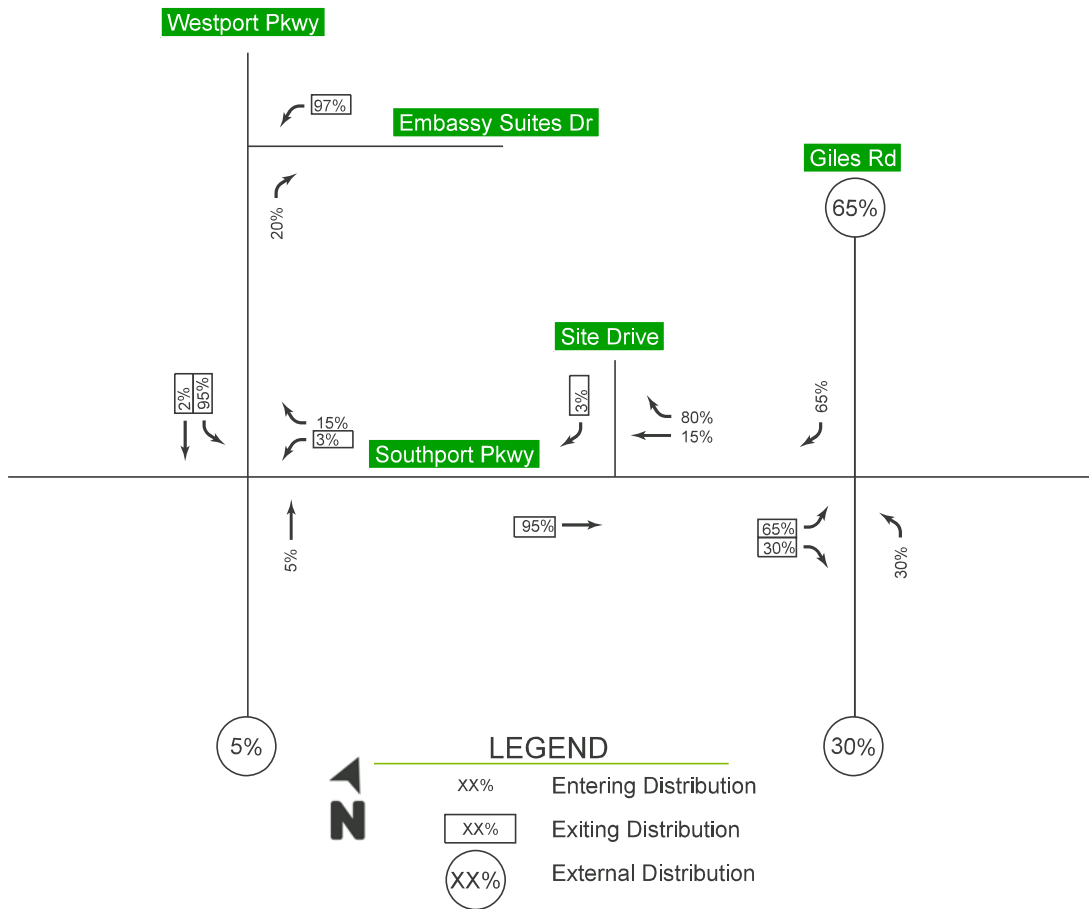 Westport Pkwy
97%
Embassy Suites Dr
Giles Rd
20%
65%
Site Drive
2%
95%
15%
3%
3%
80%
15%
65%
Southport Pkwy
5%
95%
65%
30%
30%
5%
30%
LEGEND
N
XX% Entering Distribution
XX% Exiting Distribution
XX% External Distribution